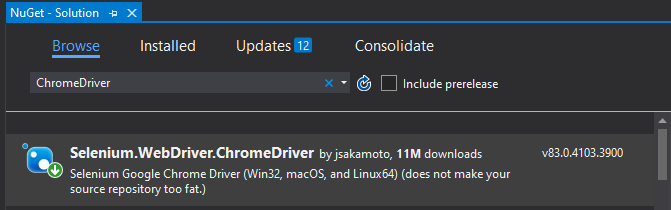 NuGet - Solution
Browse Installed Updates 12 Consolidate
ChromeDriver Include prerelease
Selenium.WebDriver.ChromeDriver by jsakamoto, 11M downloads v83.0.4103.3900
Selenium Google Chrome Driver (Win32, macOS, and Linux64) (does not make your
source repository too fat.)